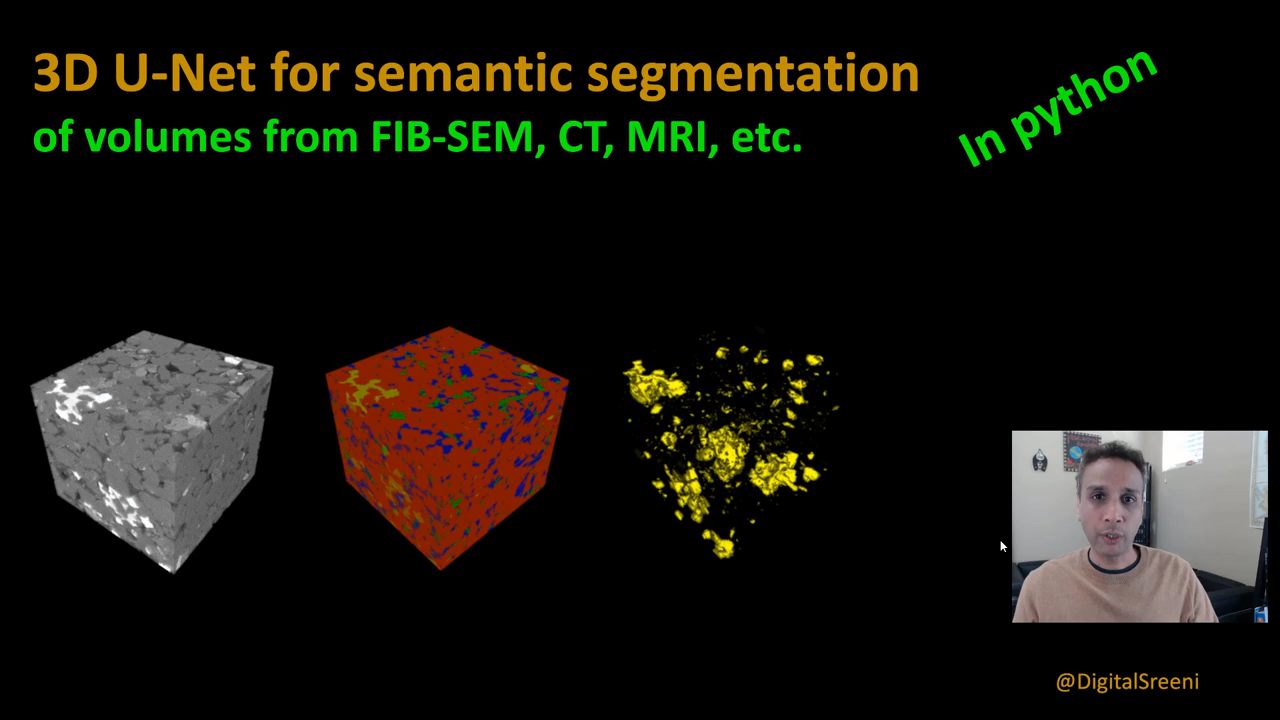 3D U-Net for semantic segmentation
of volumes from FIB-SEM, CT, MRI, etc.
In python
@DigitalSreeni